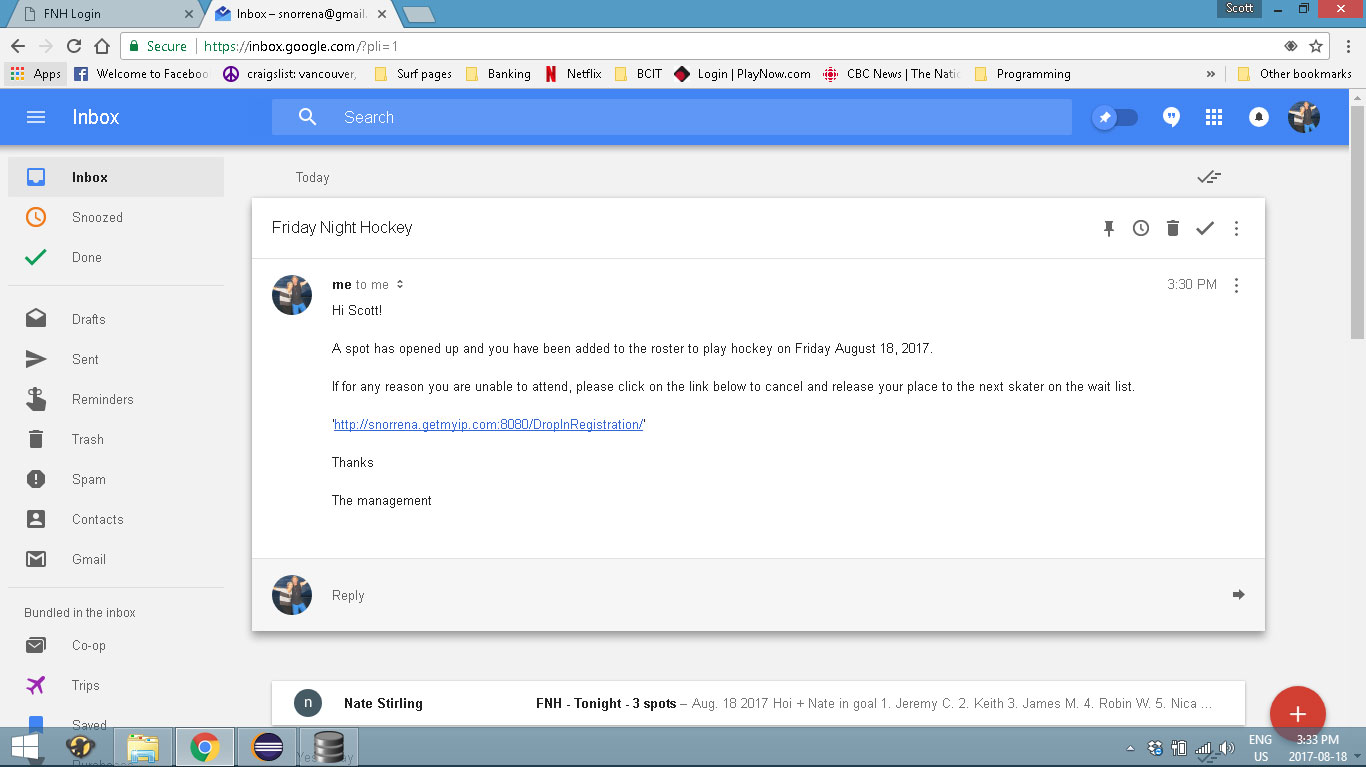 FNH Login
Inbox – snorrena@gmail.
Scott
Secure
https://inbox.google.com/?pli=1
Apps
Welcome to Faceboo
craigslist: vancouver,
Surf pages
Banking
Netflix
BCIT
Login | PlayNow.com
CBC News | The Natio
Programming
»
Other bookmarks
Inbox
Search
Inbox
Snoozed
Done
Drafts
Sent
Reminders
Trash
Spam
Contacts
Gmail
Bundled in the inbox
Co-op
Trips
Saved
Today
Friday Night Hockey
me to me
3:30 PM
Hi Scott!
A spot has opened up and you have been added to the roster to play hockey on Friday August 18, 2017.
If for any reason you are unable to attend, please click on the link below to cancel and release your place to the next skater on the wait list.
'http://snorrena.getmyip.com:8080/DropInRegistration/'
Thanks
The management
Reply
n
Nate Stirling
FNH - Tonight - 3 spots – Aug. 18 2017 Hoi + Nate in goal 1. Jeremy C. 2. Keith 3. James M. 4. Robin W. 5. Nica ...
Yesterday
ENG
US
3:33 PM
2017-08-18